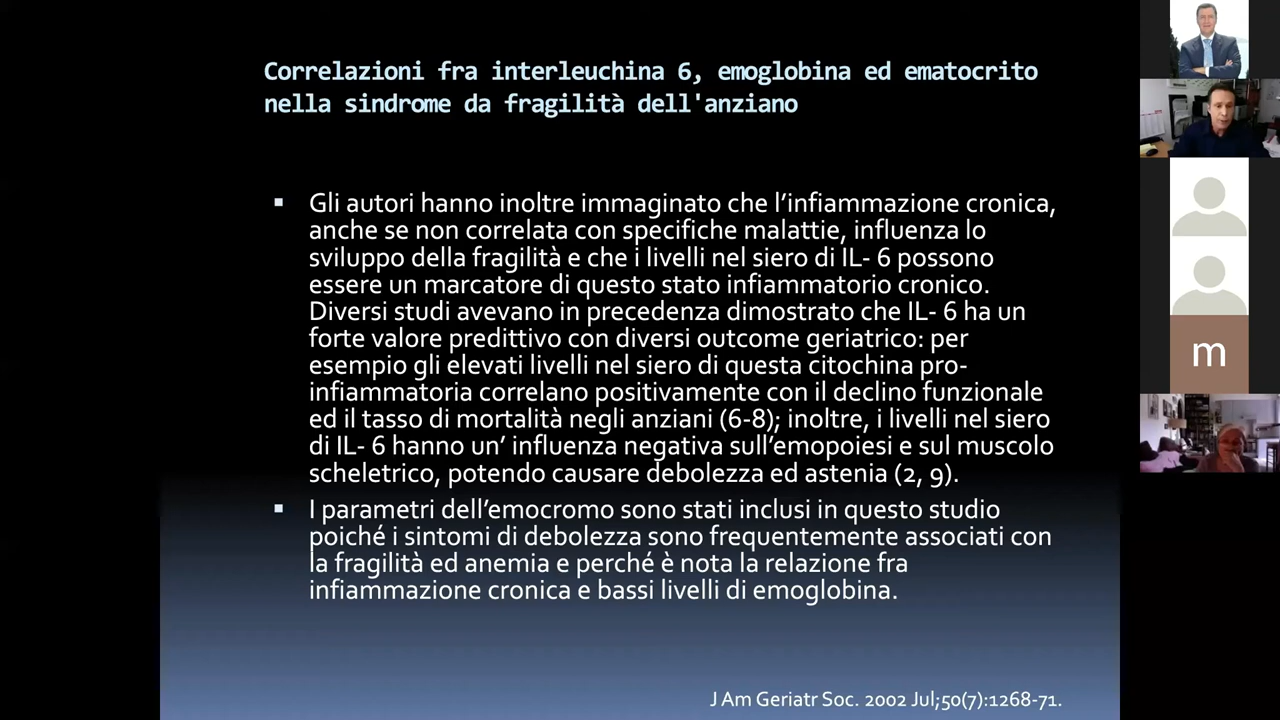 Correlazioni fra interleuchina 6, emoglobina ed ematocrito
nella sindrome da fragilità dell'anziano
▪ Gli autori hanno inoltre immaginato che l'infiammazione cronica,
anche se non correlata con specifiche malattie, influenza lo
sviluppo della fragilità e che i livelli nel siero di IL- 6 possono
essere un marcatore di questo stato infiammatorio cronico.
Diversi studi avevano in precedenza dimostrato che IL- 6 ha un
forte valore predittivo con diversi outcome geriatrico: per
esempio gli elevati livelli nel siero di questa citochina pro-
infiammatoria correlano positivamente con il declino funzionale
ed il tasso di mortalità negli anziani (6-8); inoltre, i livelli nel siero
di IL- 6 hanno un' influenza negativa sull'emopoiesi e sul muscolo
scheletrico, potendo causare debolezza ed astenia (2, 9).
▪ I parametri dell'emocromo sono stati inclusi in questo studio
poiché i sintomi di debolezza sono frequentemente associati con
la fragilità ed anemia e perché è nota la relazione fra
infiammazione cronica e bassi livelli di emoglobina.
J Am Geriatr Soc. 2002 Jul;50(7):1268-71.
m